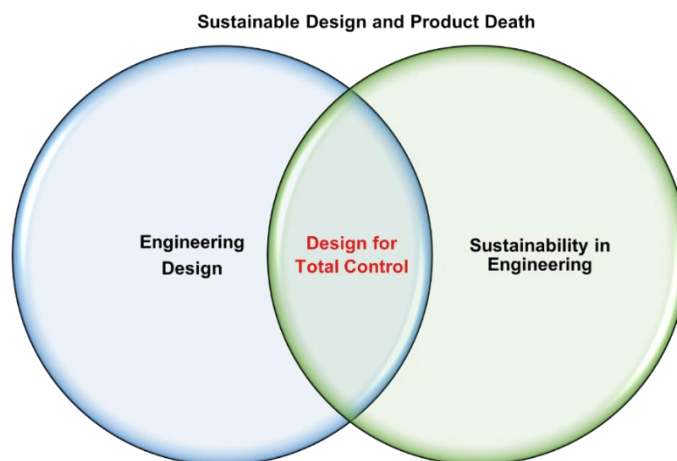 Sustainable Design and Product Death
Engineering
Design
Design for
Total Control
Sustainability in
Engineering